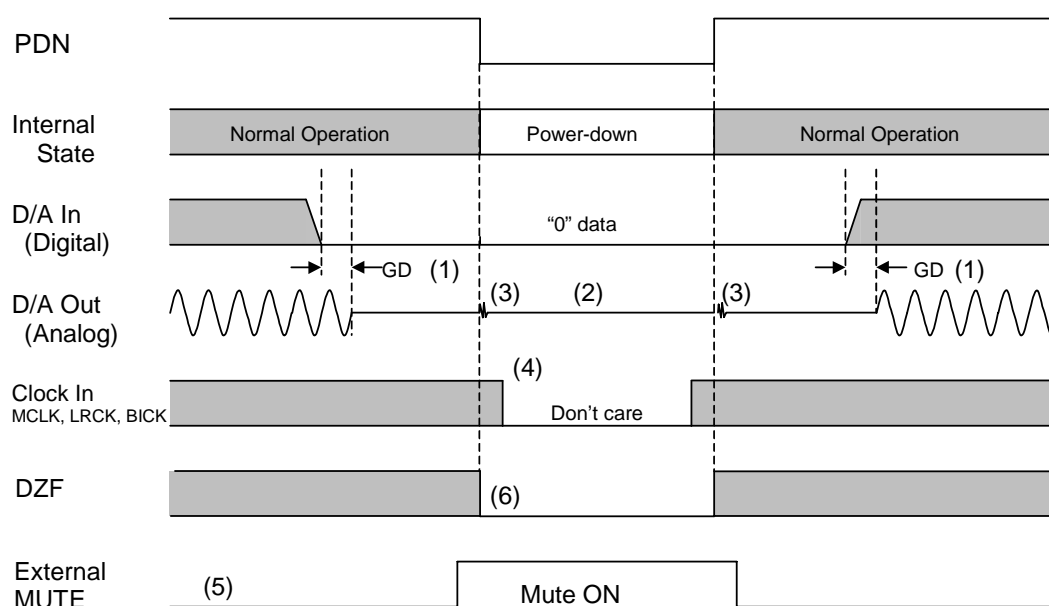 PDN
Internal
State
Normal Operation
Power-down
Normal Operation
D/A In
(Digital)
“0” data
GD (1)
GD (1)
D/A Out
(Analog)
(3)
(2)
(3)
Clock In
MCLK, LRCK, BICK
(4)
Don’t care
DZF
(6)
External
MUTE
(5)
Mute ON